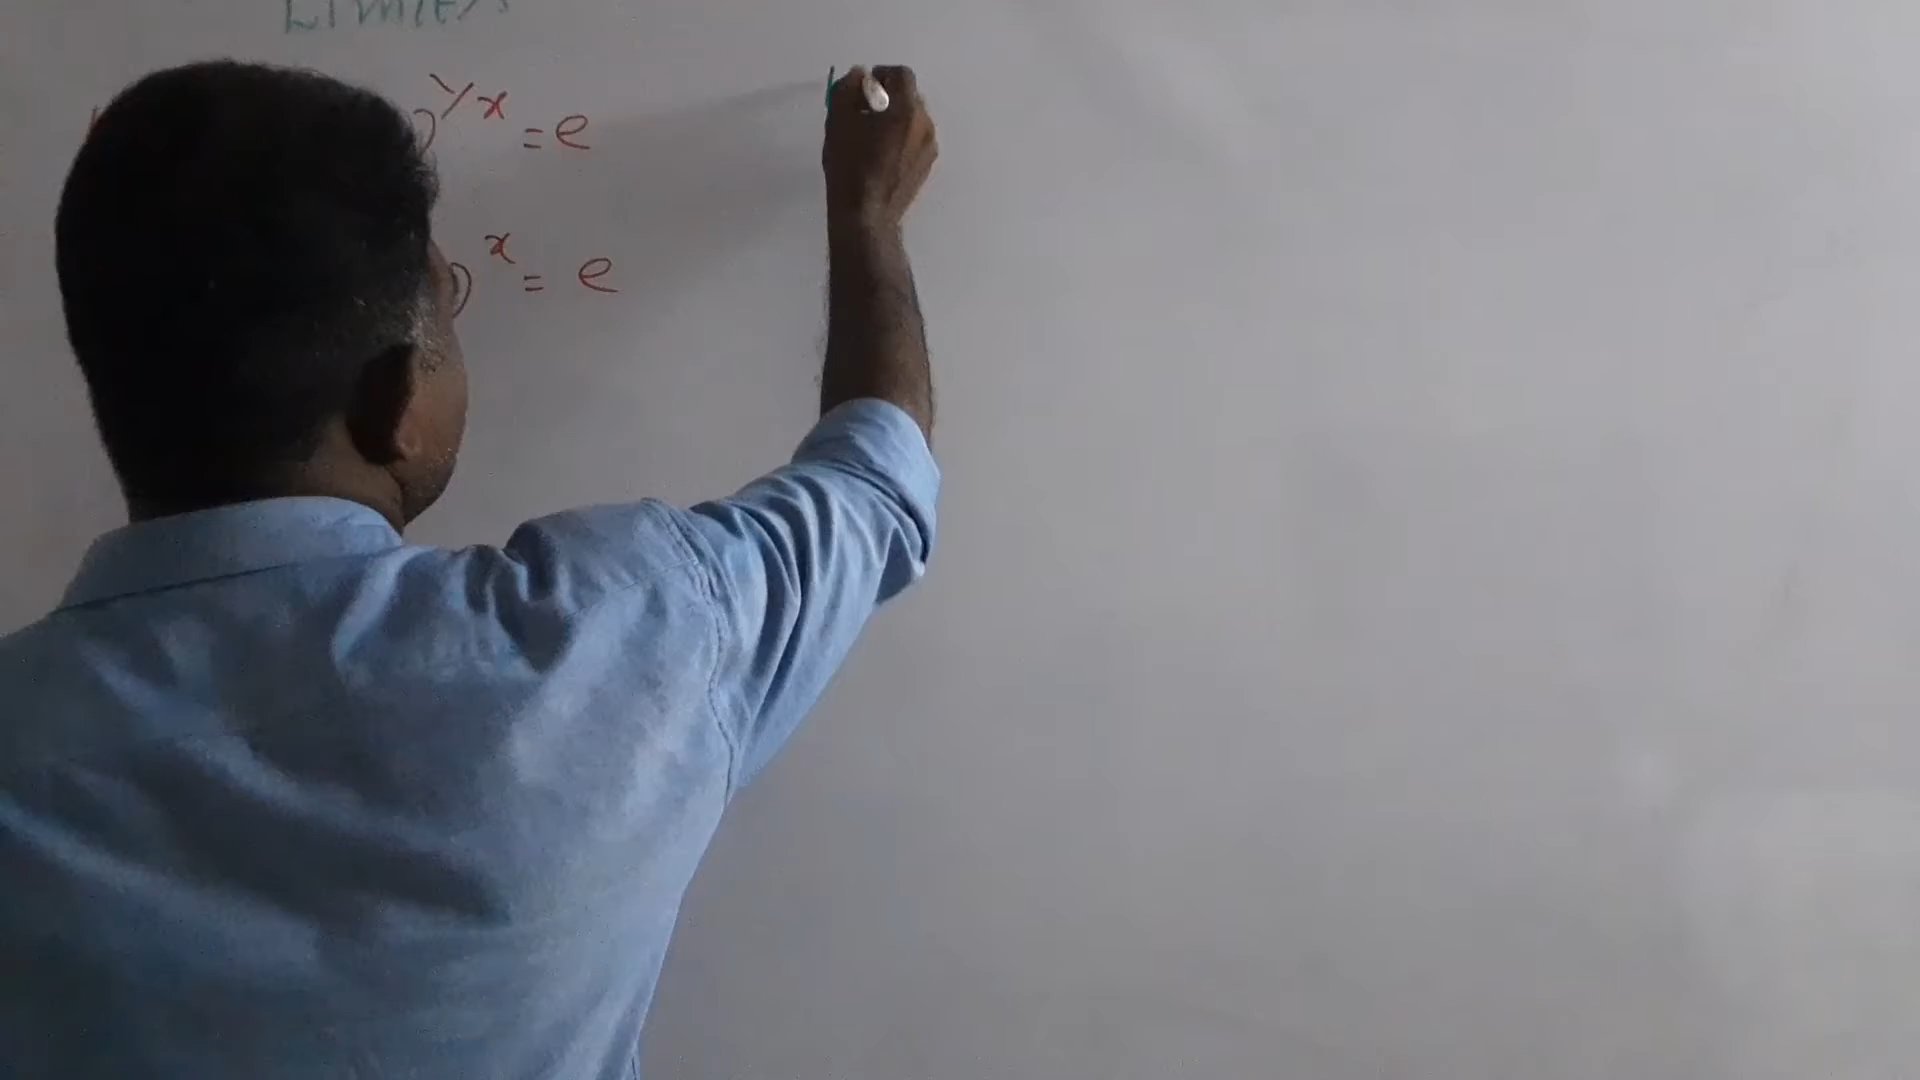 Limits
)^1/x = e
)^x = e